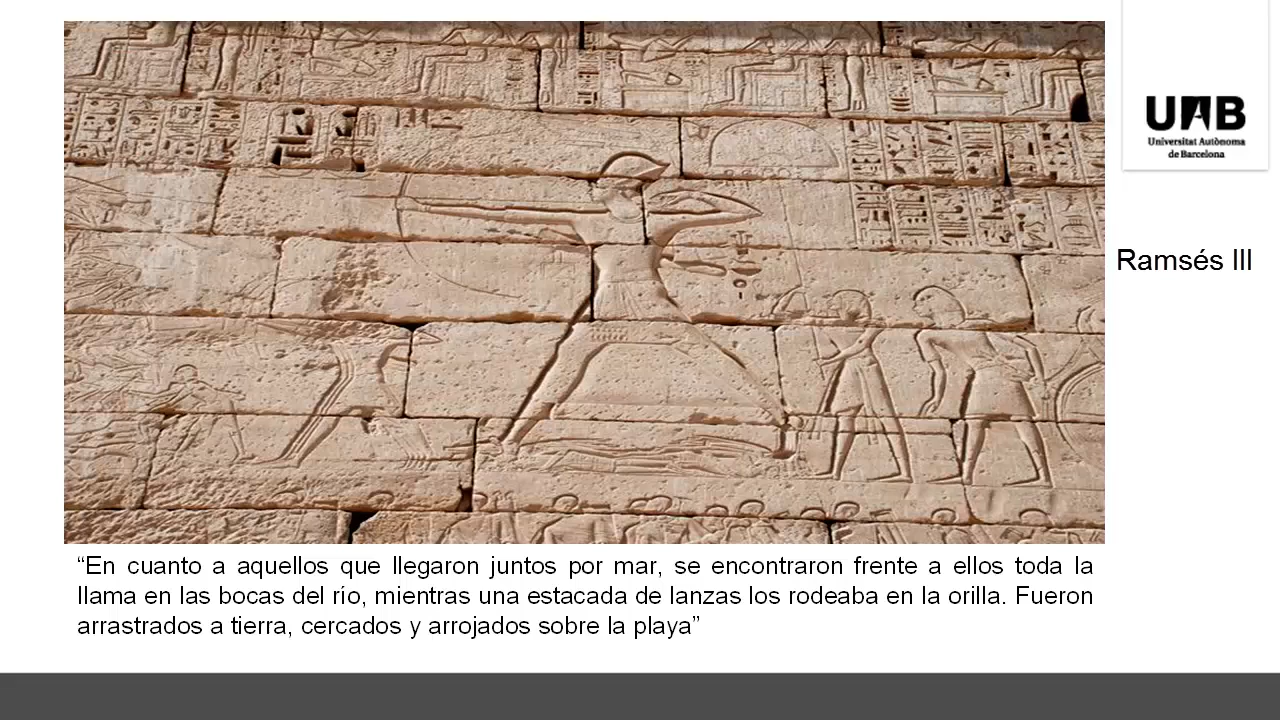 UAB
Universitat Autònoma
de Barcelona
Ramsés III
“En cuanto a aquellos que llegaron juntos por mar, se encontraron frente a ellos toda la
llama en las bocas del río, mientras una estacada de lanzas los rodeaba en la orilla. Fueron
arrastrados a tierra, cercados y arrojados sobre la playa”